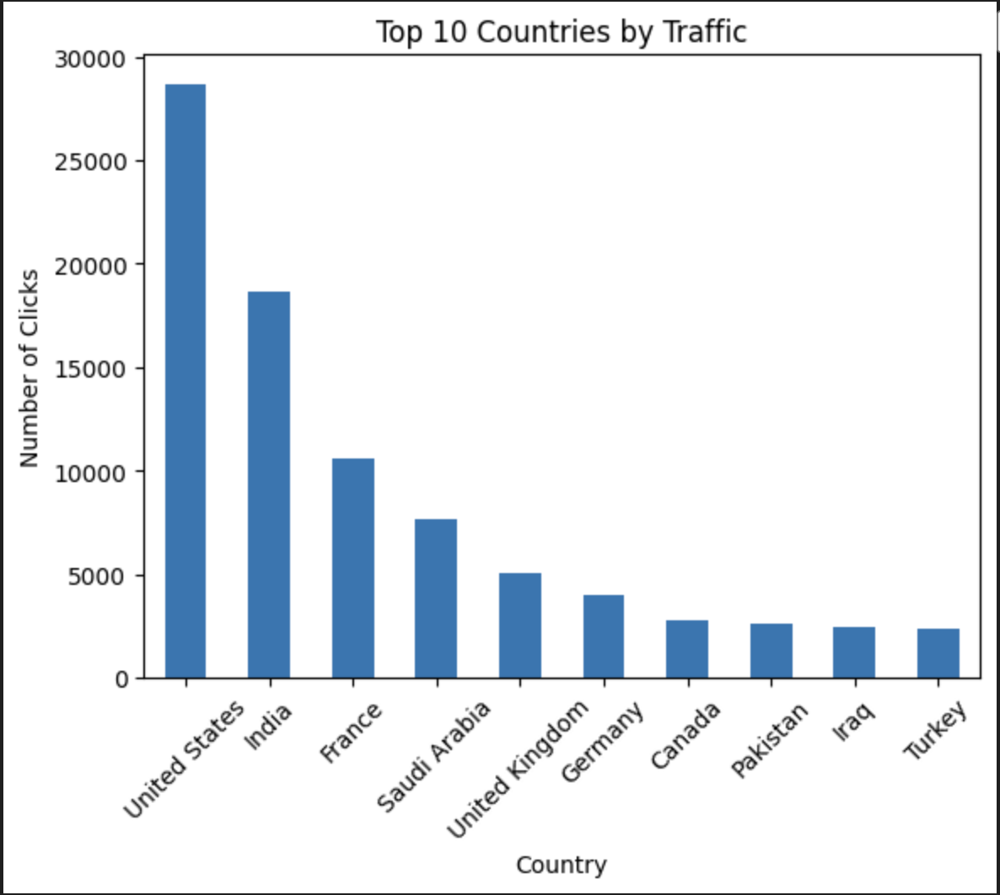 Top 10 Countries by Traffic
30000
25000
20000
15000
10000
5000
0
Number of Clicks
United States
India
France
Saudi Arabia
United Kingdom
Germany
Canada
Pakistan
Iraq
Turkey
Country